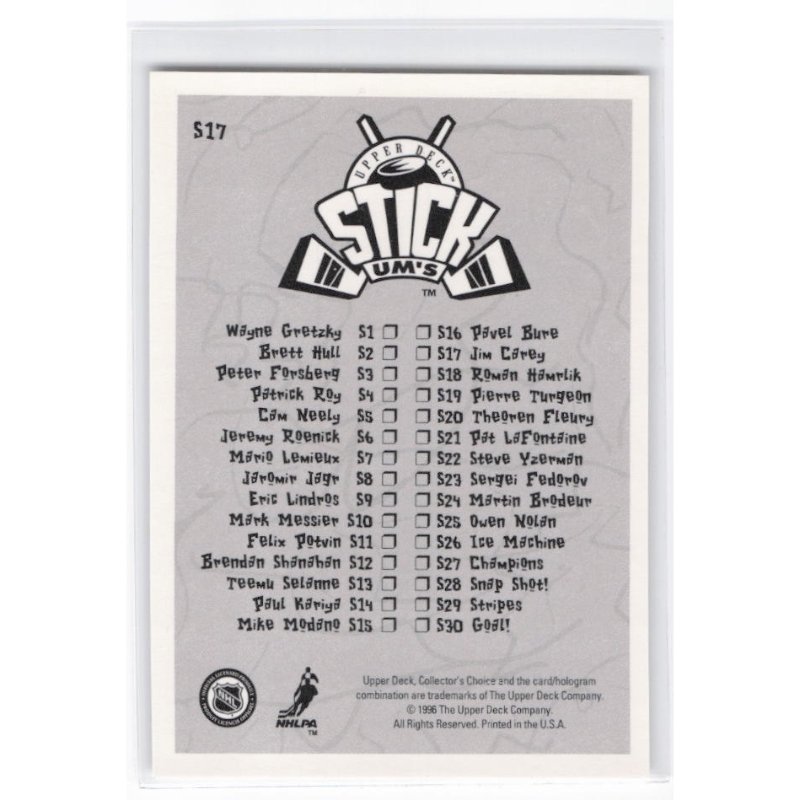 S17
UPPER DECK™
STICK
UM'S
™
Wayne Gretzky S1 S16 Pavel Bure
Brett Hull S2 S17 Jim Carey
Peter Forsberg S3 S18 Roman Hamrlik
Patrick Roy S4 S19 Pierre Turgeon
Cam Neely S5 S20 Theoren Fleury
Jeremy Roenick S6 S21 Pat LaFontaine
Mario Lemieux S7 S22 Steve Yzerman
Jaromir Jagr S8 S23 Sergei Fedorov
Eric Lindros S9 S24 Martin Brodeur
Mark Messier S10 S25 Owen Nolan
Felix Potvin S11 S26 Ice Machine
Brendan Shanahan S12 S27 Champions
Teemu Selanne S13 S28 Snap Shot!
Paul Kariya S14 S29 Stripes
Mike Modano S15 S30 Goal!
NHL
NHLPA
™
Upper Deck, Collector's Choice and the card/hologram
combination are trademarks of The Upper Deck Company.
© 1996 The Upper Deck Company.
All Rights Reserved. Printed in the U.S.A.